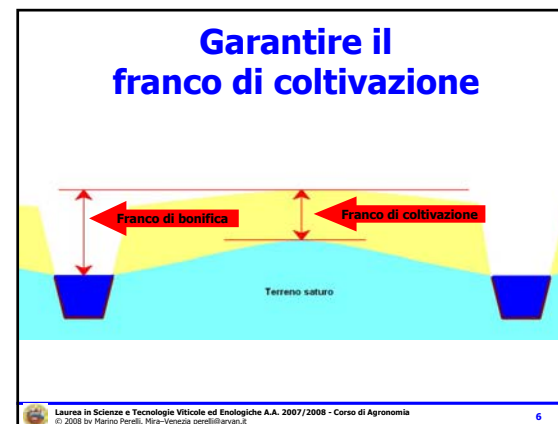 Garantire il
franco di coltivazione
Franco di bonifica
Franco di coltivazione
Terreno saturo
Laurea in Scienze e Tecnologie Viticole ed Enologiche A.A. 2007/2008 - Corso di Agronomia
© 2008 by Marino Perelli, Mira–Venezia perelli@arvan.it
6